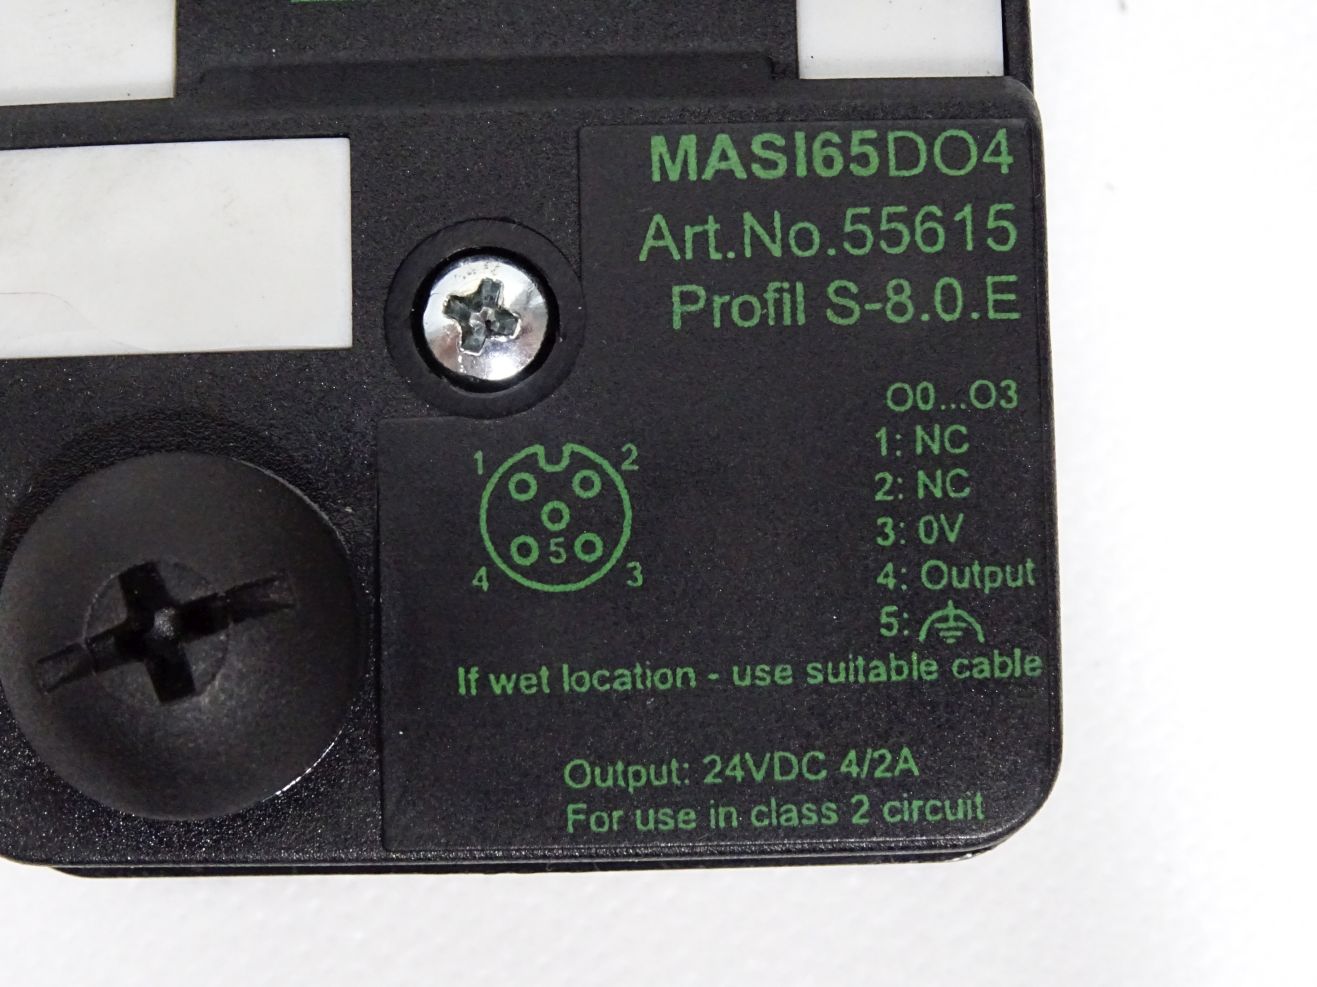 MASI65DO4
Art.No.55615
Profil S-8.0.E
O0...O3
1: NC
2: NC
3: 0V
4: Output
5:
1 2
5
4 3
If wet location - use suitable cable
Output: 24VDC 4/2A
For use in class 2 circuit